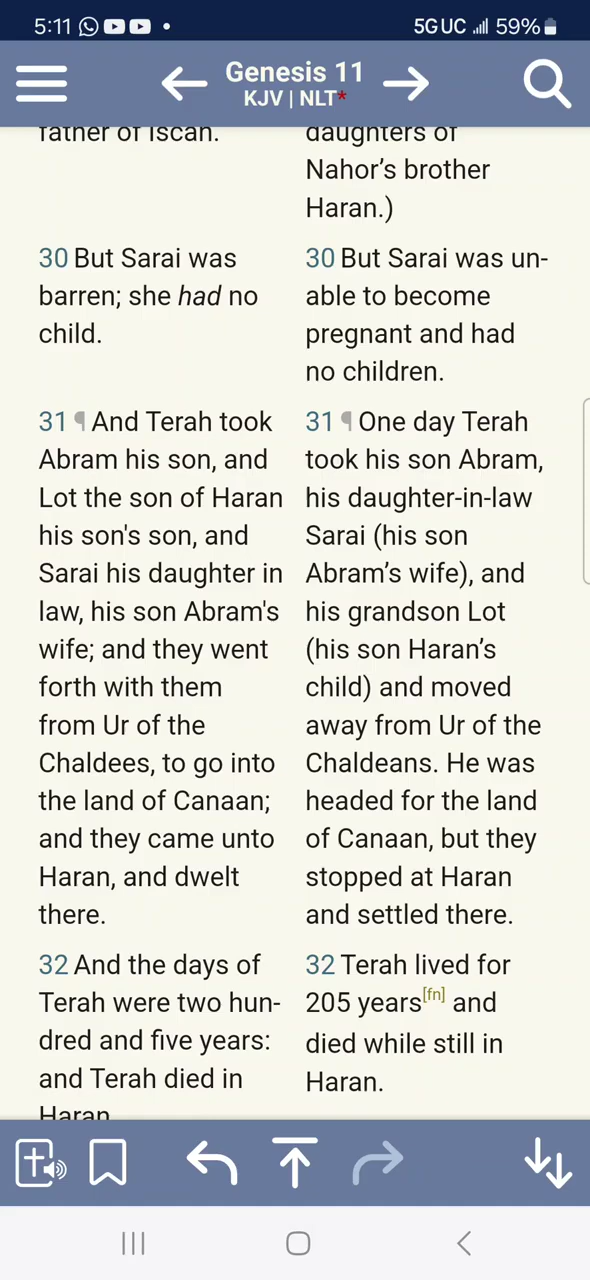 5:11
5G UC 59%
Genesis 11
KJV | NLT*
father of Iscah.
30 But Sarai was
barren; she had no
child.
31 ¶ And Terah took
Abram his son, and
Lot the son of Haran
his son's son, and
Sarai his daughter in
law, his son Abram's
wife; and they went
forth with them
from Ur of the
Chaldees, to go into
the land of Canaan;
and they came unto
Haran, and dwelt
there.
32 And the days of
Terah were two hun-
dred and five years:
and Terah died in
Haran
daughters of
Nahor’s brother
Haran.)
30 But Sarai was un-
able to become
pregnant and had
no children.
31 ¶ One day Terah
took his son Abram,
his daughter-in-law
Sarai (his son
Abram’s wife), and
his grandson Lot
(his son Haran’s
child) and moved
away from Ur of the
Chaldeans. He was
headed for the land
of Canaan, but they
stopped at Haran
and settled there.
32 Terah lived for
205 years[fn] and
died while still in
Haran.